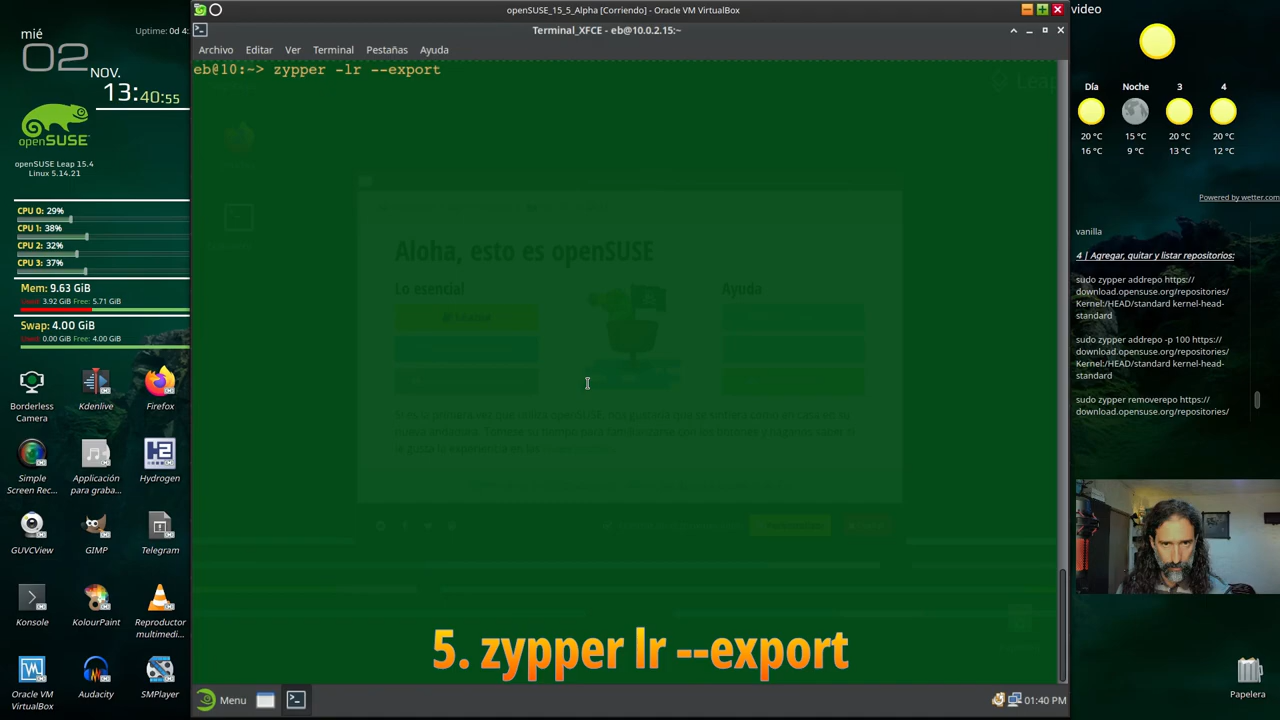 openSUSE_15_5_Alpha [Corriendo] - Oracle VM VirtualBox
Terminal_XFCE - eb@10.0.2.15:~
Archivo Editar Ver Terminal Pestañas Ayuda
eb@10:~> zypper -lr --export
Aloha, esto es openSUSE
Lo esencial
Ayuda
5. zypper lr --export
Menu
01:40 PM
mié
02
NOV.
13:40:55
Uptime: 0d 4:
openSUSE
openSUSE Leap 15.4
Linux 5.14.21
CPU 0: 29%
CPU 1: 38%
CPU 2: 32%
CPU 3: 37%
Mem: 9.63 GiB
Used: 3.92 GiB Free: 5.71 GiB
Swap: 4.00 GiB
Used: 0.00 GiB Free: 4.00 GiB
Borderless
Camera
Kdenlive
Firefox
Simple
Screen Rec...
Applicación
para graba...
Hydrogen
GUVCView
GIMP
Telegram
Konsole
KolourPaint
Reproductor
multimedi...
Oracle VM
VirtualBox
Audacity
SMPlayer
video
Día Noche 3 4
20 °C 15 °C 20 °C 20 °C
16 °C 9 °C 13 °C 12 °C
Powered by wetter.com
vanilla
4 | Agregar, quitar y listar repositorios:
sudo zypper addrepo https://
download.opensuse.org/repositories/
Kernel:/HEAD/standard kernel-head-
standard
sudo zypper addrepo -p 100 https://
download.opensuse.org/repositories/
Kernel:/HEAD/standard kernel-head-
standard
sudo zypper removerepo https://
download.opensuse.org/repositories/
Papelera